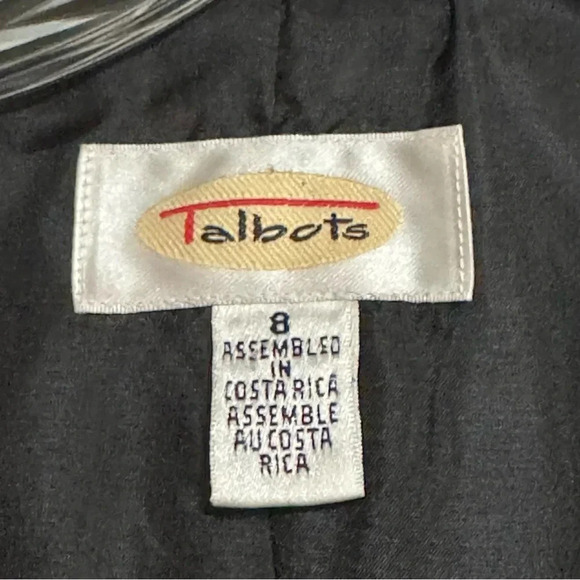 Talbots
8
ASSEMBLED
IN
COSTA RICA
ASSEMBLE
AU COSTA
RICA